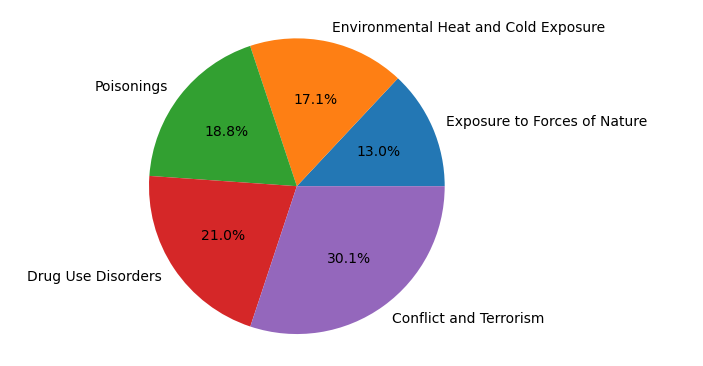 Environmental Heat and Cold Exposure
Poisonings
17.1%
Exposure to Forces of Nature
18.8%
13.0%
21.0%
30.1%
Drug Use Disorders
Conflict and Terrorism